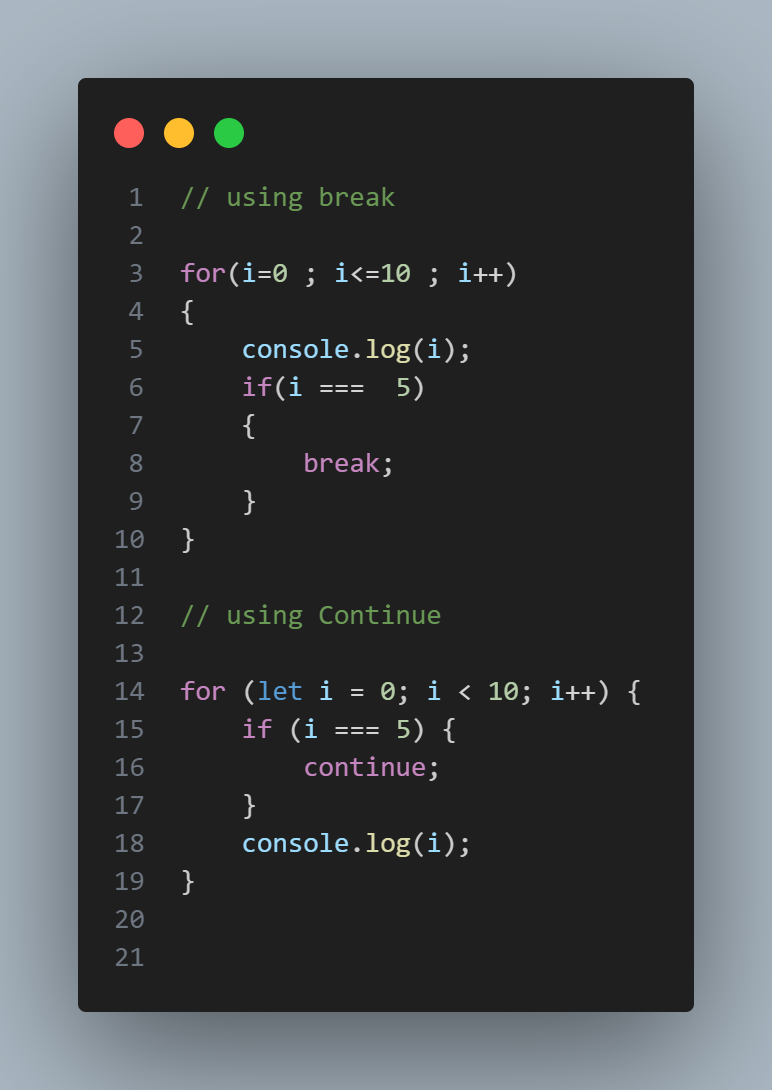 1 // using break
2
3 for(i=0 ; i<=10 ; i++)
4 {
5     console.log(i);
6     if(i ===  5)
7     {
8         break;
9     }
10 }
11
12 // using Continue
13
14 for (let i = 0; i < 10; i++) {
15     if (i === 5) {
16         continue;
17     }
18     console.log(i);
19 }
20
21